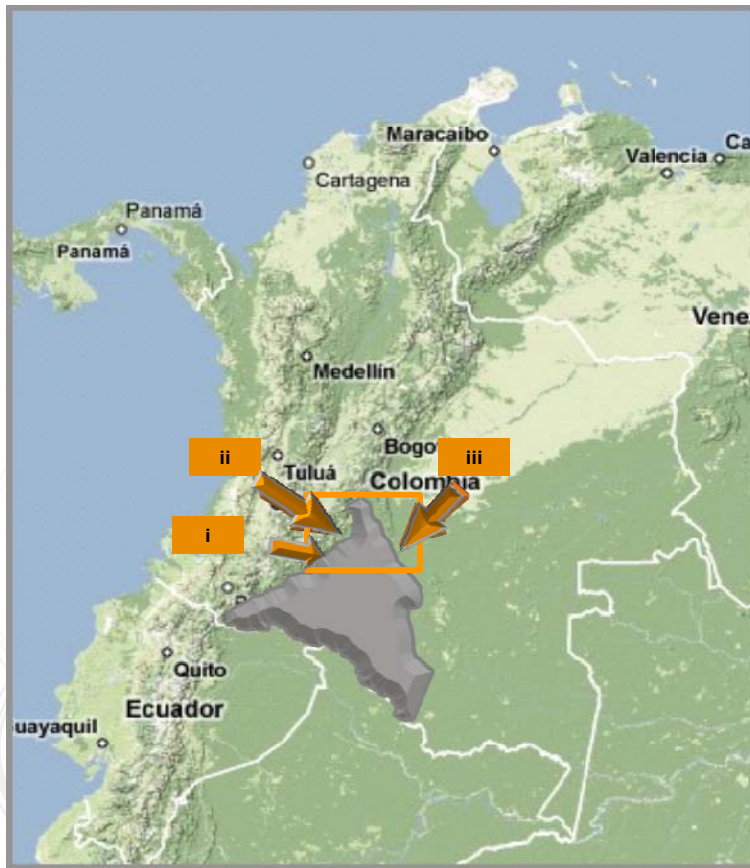 Maracaibo
Valencia
Ca
Cartagena
Panamá
Panamá
Vene
Medellín
Bogo
ii
Tuluá
iii
Colombia
i
Quito
Ecuador
uayaquil